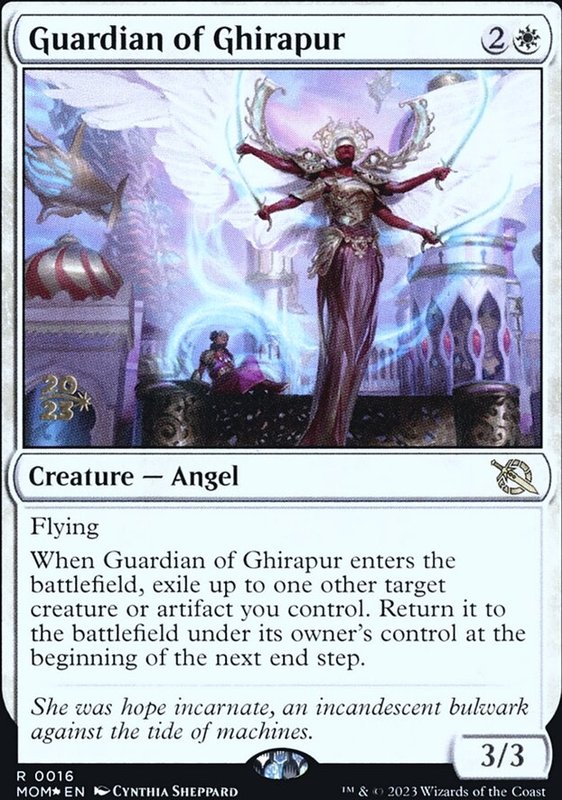 Guardian of Ghirapur
2
20
23
Creature — Angel
Flying
When Guardian of Ghirapur enters the
battlefield, exile up to one other target
creature or artifact you control. Return it to
the battlefield under its owner's control at the
beginning of the next end step.
She was hope incarnate, an incandescent bulwark
against the tide of machines.
3/3
R 0016
MOM★EN Cynthia Sheppard
™ & © 2023 Wizards of the Coast